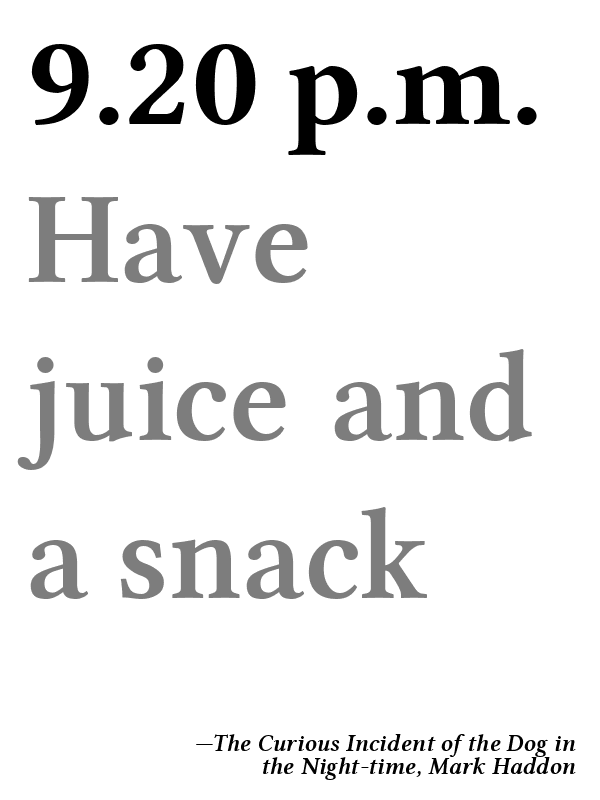 9.20 p.m.
Have
juice and
a snack
—The Curious Incident of the Dog in
the Night-time, Mark Haddon